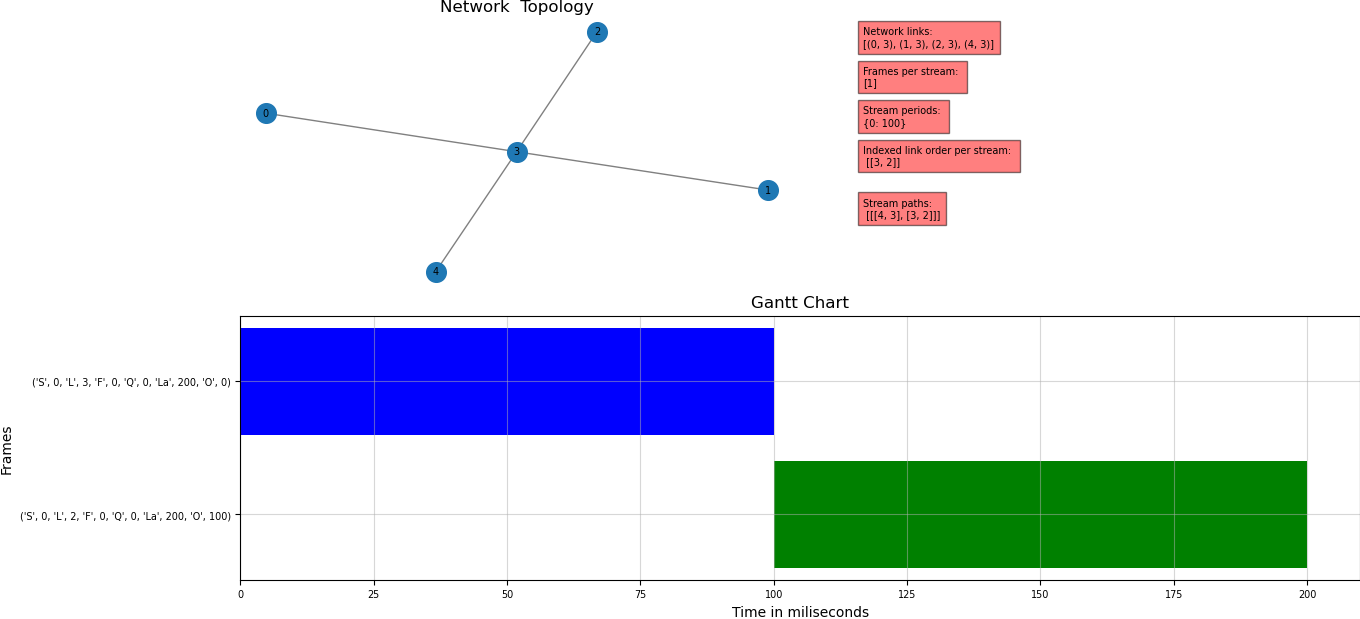 Network  Topology
2
0
3
1
4
Network links:
[(0, 3), (1, 3), (2, 3), (4, 3)]
Frames per stream:
[1]
Stream periods:
{0: 100}
Indexed link order per stream:
[[3, 2]]
Stream paths:
[[[4, 3], [3, 2]]]
Gantt Chart
Frames
('S', 0, 'L', 3, 'F', 0, 'Q', 0, 'La', 200, 'O', 0)
('S', 0, 'L', 2, 'F', 0, 'Q', 0, 'La', 200, 'O', 100)
0 25 50 75 100 125 150 175 200
Time in miliseconds